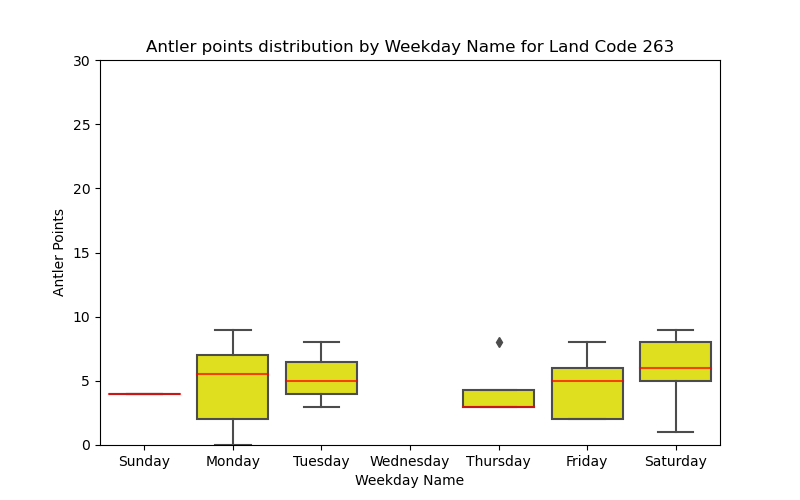 Antler points distribution by Weekday Name for Land Code 263
30
25
20
15
10
5
0
Antler Points
Sunday Monday Tuesday Wednesday Thursday Friday Saturday
Weekday Name